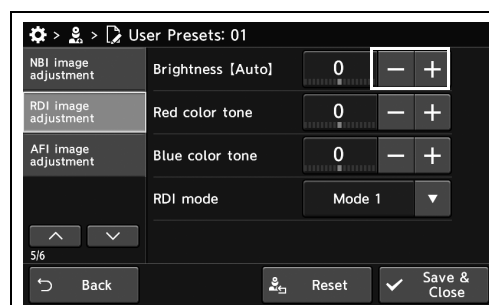 > > User Presets: 01
NBI image
adjustment
Brightness [Auto]
0
− +
RDI image
adjustment
Red color tone
0
− +
AFI image
adjustment
Blue color tone
0
− +
RDI mode
Mode 1
5/6
Back
Reset
Save &
Close